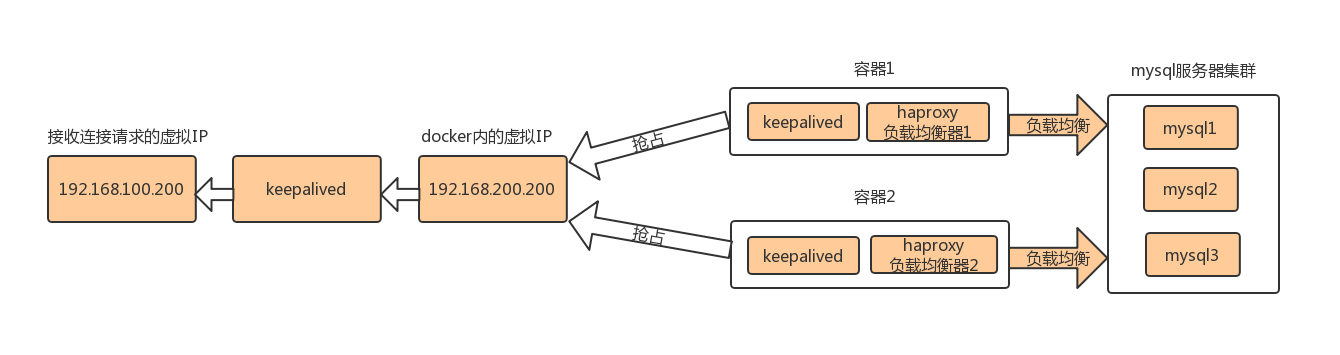 接收连接请求的虚拟IP
192.168.100.200
keepalived
docker内的虚拟IP
192.168.200.200
抢占
抢占
容器1
keepalived
haproxy
负载均衡器1
负载均衡
容器2
keepalived
haproxy
负载均衡器2
负载均衡
mysql服务器集群
mysql1
mysql2
mysql3